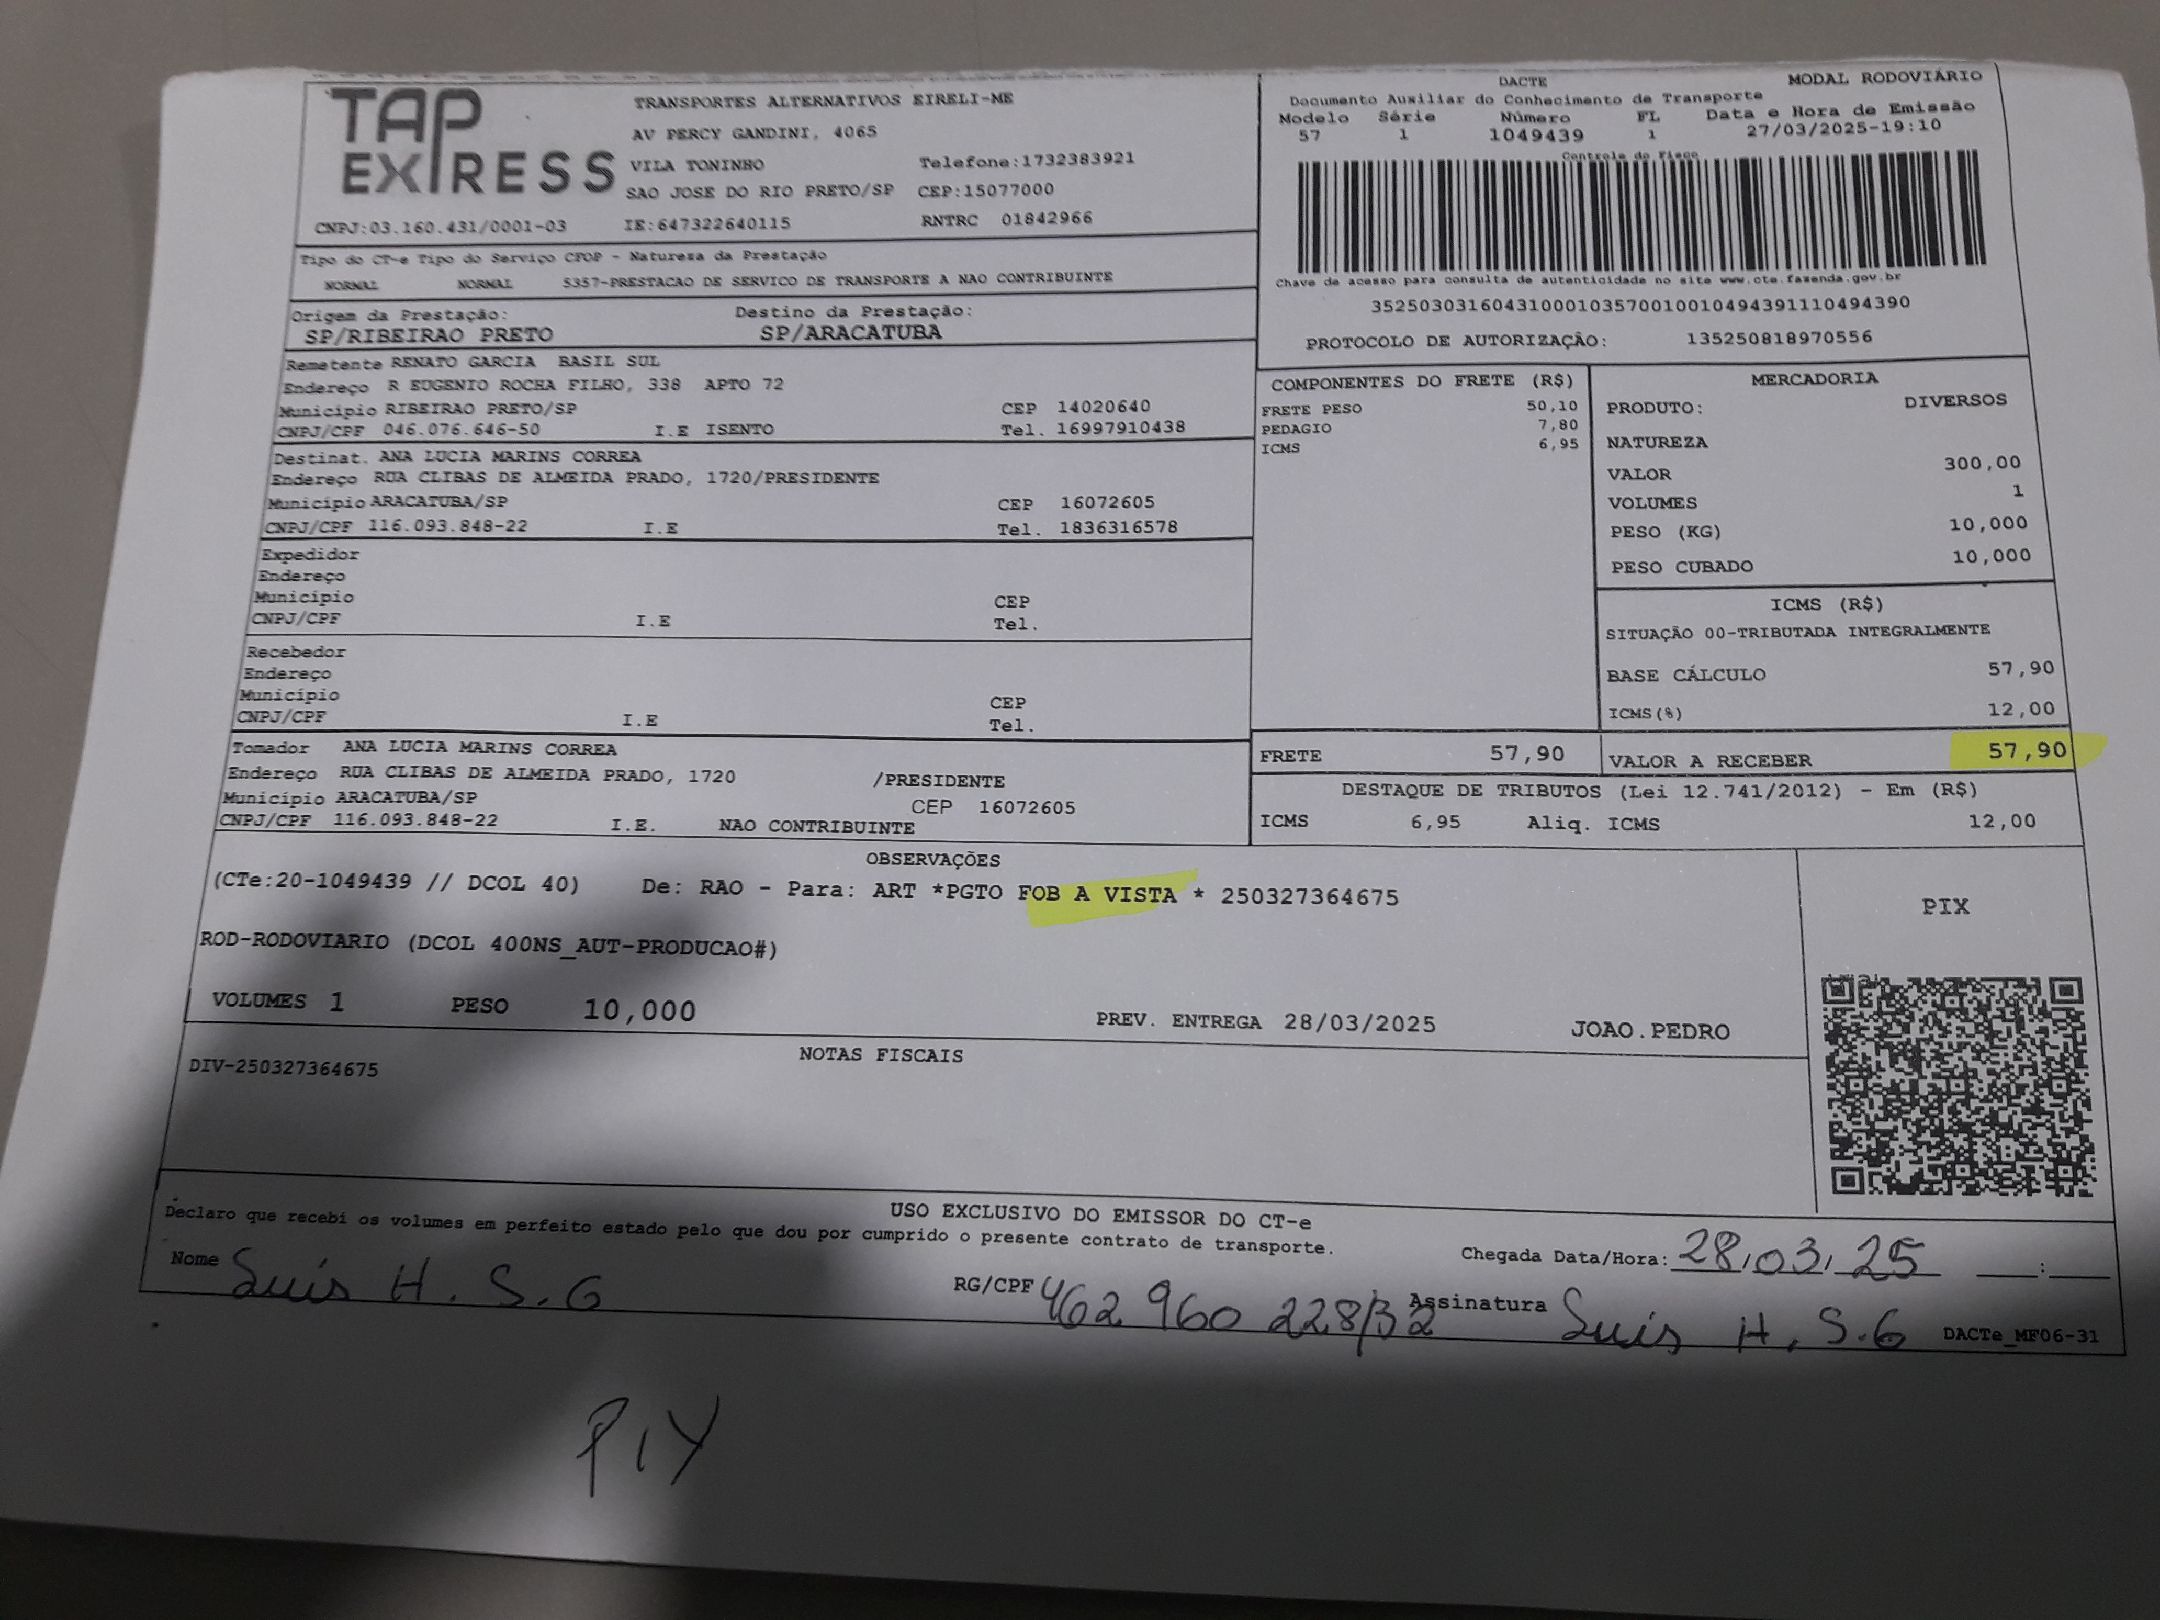 TAP EXPRESS
TRANSPORTES ALTERNATIVOS EIRELI-ME
AV PERCY GANDINI, 4065
VILA TONINHO Telefone:1732383921
SAO JOSE DO RIO PRETO/SP CEP:15077000
CNPJ:03.160.431/0001-03 IE:647322640115 RNTRC 01842966
DACTE MODAL RODOVIÁRIO
Documento Auxiliar do Conhecimento de Transporte
Modelo Série Número FL Data e Hora de Emissão
57 1 1049439 1 27/03/2025-19:10
Controle do Fisco
Chave de acesso para consulta de autenticidade no site www.cte.fazenda.gov.br
35250303160431000103570010010494391110494390
PROTOCOLO DE AUTORIZAÇÃO: 135250818970556
Tipo do CT-e Tipo do Serviço CFOP - Natureza da Prestação
NORMAL NORMAL 5357-PRESTACAO DE SERVICO DE TRANSPORTE A NAO CONTRIBUINTE
Origem da Prestação: Destino da Prestação:
SP/RIBEIRAO PRETO SP/ARACATUBA
Remetente RENATO GARCIA BASIL SUL
Endereço R EUGENIO ROCHA FILHO, 338 APTO 72
Município RIBEIRAO PRETO/SP CEP 14020640
CNPJ/CPF 046.076.646-50 I.E ISENTO Tel. 16997910438
Destinat. ANA LUCIA MARINS CORREA
Endereço RUA CLIBAS DE ALMEIDA PRADO, 1720/PRESIDENTE
Município ARACATUBA/SP CEP 16072605
CNPJ/CPF 116.093.848-22 I.E Tel. 1836316578
Expedidor
Endereço
Município CEP
CNPJ/CPF I.E Tel.
Recebedor
Endereço
Município CEP
CNPJ/CPF I.E Tel.
Tomador ANA LUCIA MARINS CORREA
Endereço RUA CLIBAS DE ALMEIDA PRADO, 1720 /PRESIDENTE
Município ARACATUBA/SP CEP 16072605
CNPJ/CPF 116.093.848-22 I.E. NAO CONTRIBUINTE
COMPONENTES DO FRETE (R$)
FRETE PESO 50,10
PEDAGIO 7,80
ICMS 6,95
MERCADORIA
PRODUTO: DIVERSOS
NATUREZA
VALOR 300,00
VOLUMES 1
PESO (KG) 10,000
PESO CUBADO 10,000
ICMS (R$)
SITUAÇÃO 00-TRIBUTADA INTEGRALMENTE
BASE CÁLCULO 57,90
ICMS(%) 12,00
FRETE 57,90 VALOR A RECEBER 57,90
DESTAQUE DE TRIBUTOS (Lei 12.741/2012) - Em (R$)
ICMS 6,95 Aliq. ICMS 12,00
OBSERVAÇÕES
(CTe:20-1049439 // DCOL 40) De: RAO - Para: ART *PGTO FOB A VISTA * 250327364675
ROD-RODOVIARIO (DCOL 400NS_AUT-PRODUCAO#)
VOLUMES 1 PESO 10,000 PREV. ENTREGA 28/03/2025 JOAO.PEDRO
PIX
NOTAS FISCAIS
DIV-250327364675
USO EXCLUSIVO DO EMISSOR DO CT-e
Declaro que recebi os volumes em perfeito estado pelo que dou por cumprido o presente contrato de transporte.
Chegada Data/Hora: 28/03/25 :
Nome Luis H. S. G RG/CPF 462 960 228/32 Assinatura Luis H. S. G
DACTe_MF06-31
PIX